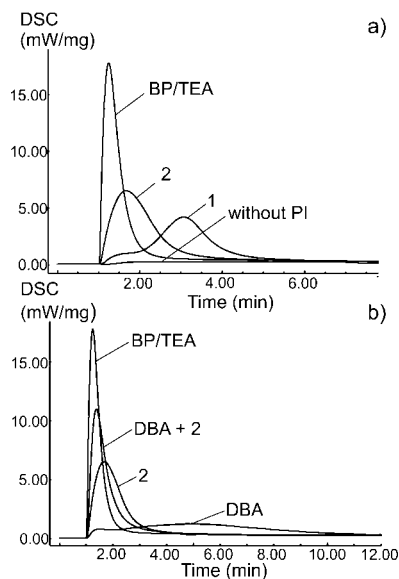 DSC
(mW/mg)
a)
15.00
BP/TEA
10.00
2
5.00
1
without PI
0.00
2.00 4.00 6.00
Time (min)
DSC
(mW/mg)
b)
BP/TEA
15.00
10.00
DBA + 2
5.00
2
DBA
0.00
2.00 4.00 6.00 8.00 10.00 12.00
Time (min)